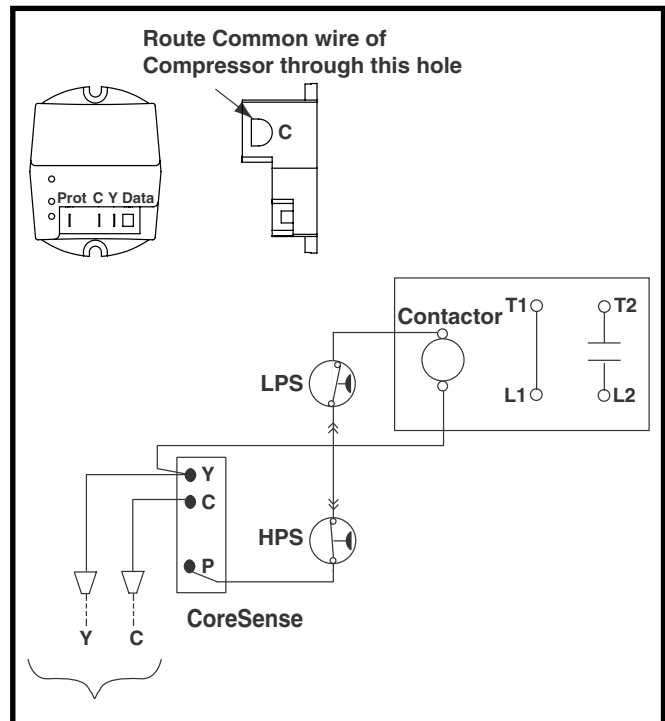 Route Common wire of
Compressor through this hole
C
Prot C Y Data
T1
T2
Contactor
LPS
L1
L2
Y
C
HPS
P
CoreSense
Y
C